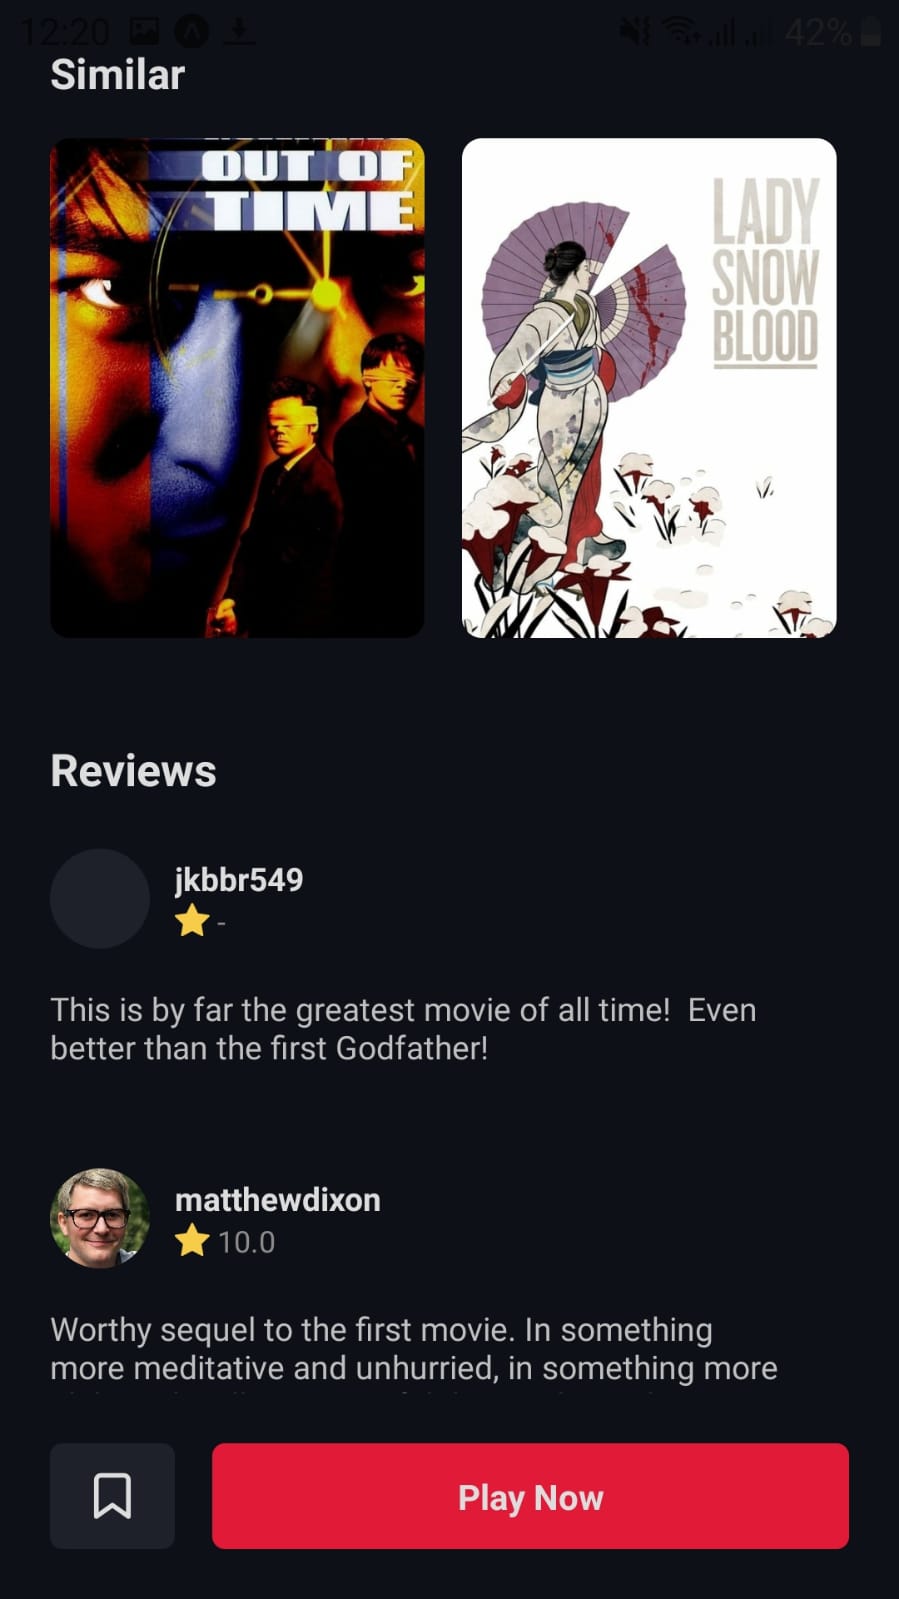 12:20
42%
Similar
OUT OF
TIME
LADY
SNOW
BLOOD
Reviews
jkbbr549
-
This is by far the greatest movie of all time!  Even
better than the first Godfather!
matthewdixon
10.0
Worthy sequel to the first movie. In something
more meditative and unhurried, in something more
Play Now